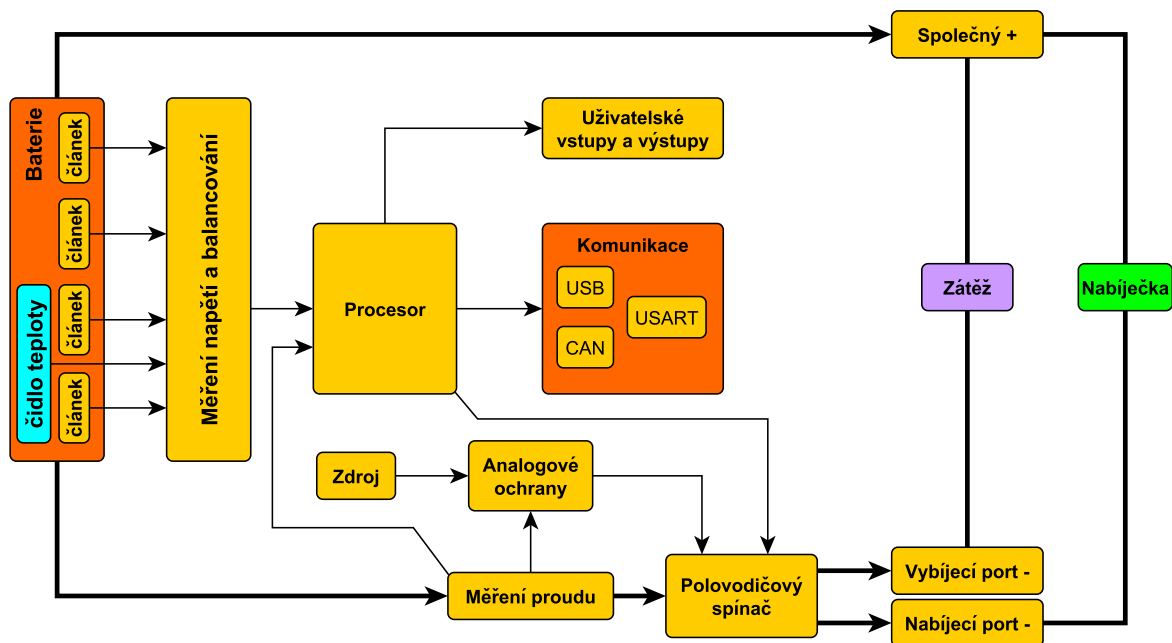 Společný +
Baterie
článek
článek
článek
článek
čidlo teploty
Měření napětí a balancování
Uživatelské
vstupy a výstupy
Procesor
Komunikace
USB
USART
CAN
Zátěž
Nabíječka
Zdroj
Analogové
ochrany
Měření proudu
Polovodičový
spínač
Vybíjecí port -
Nabíjecí port -